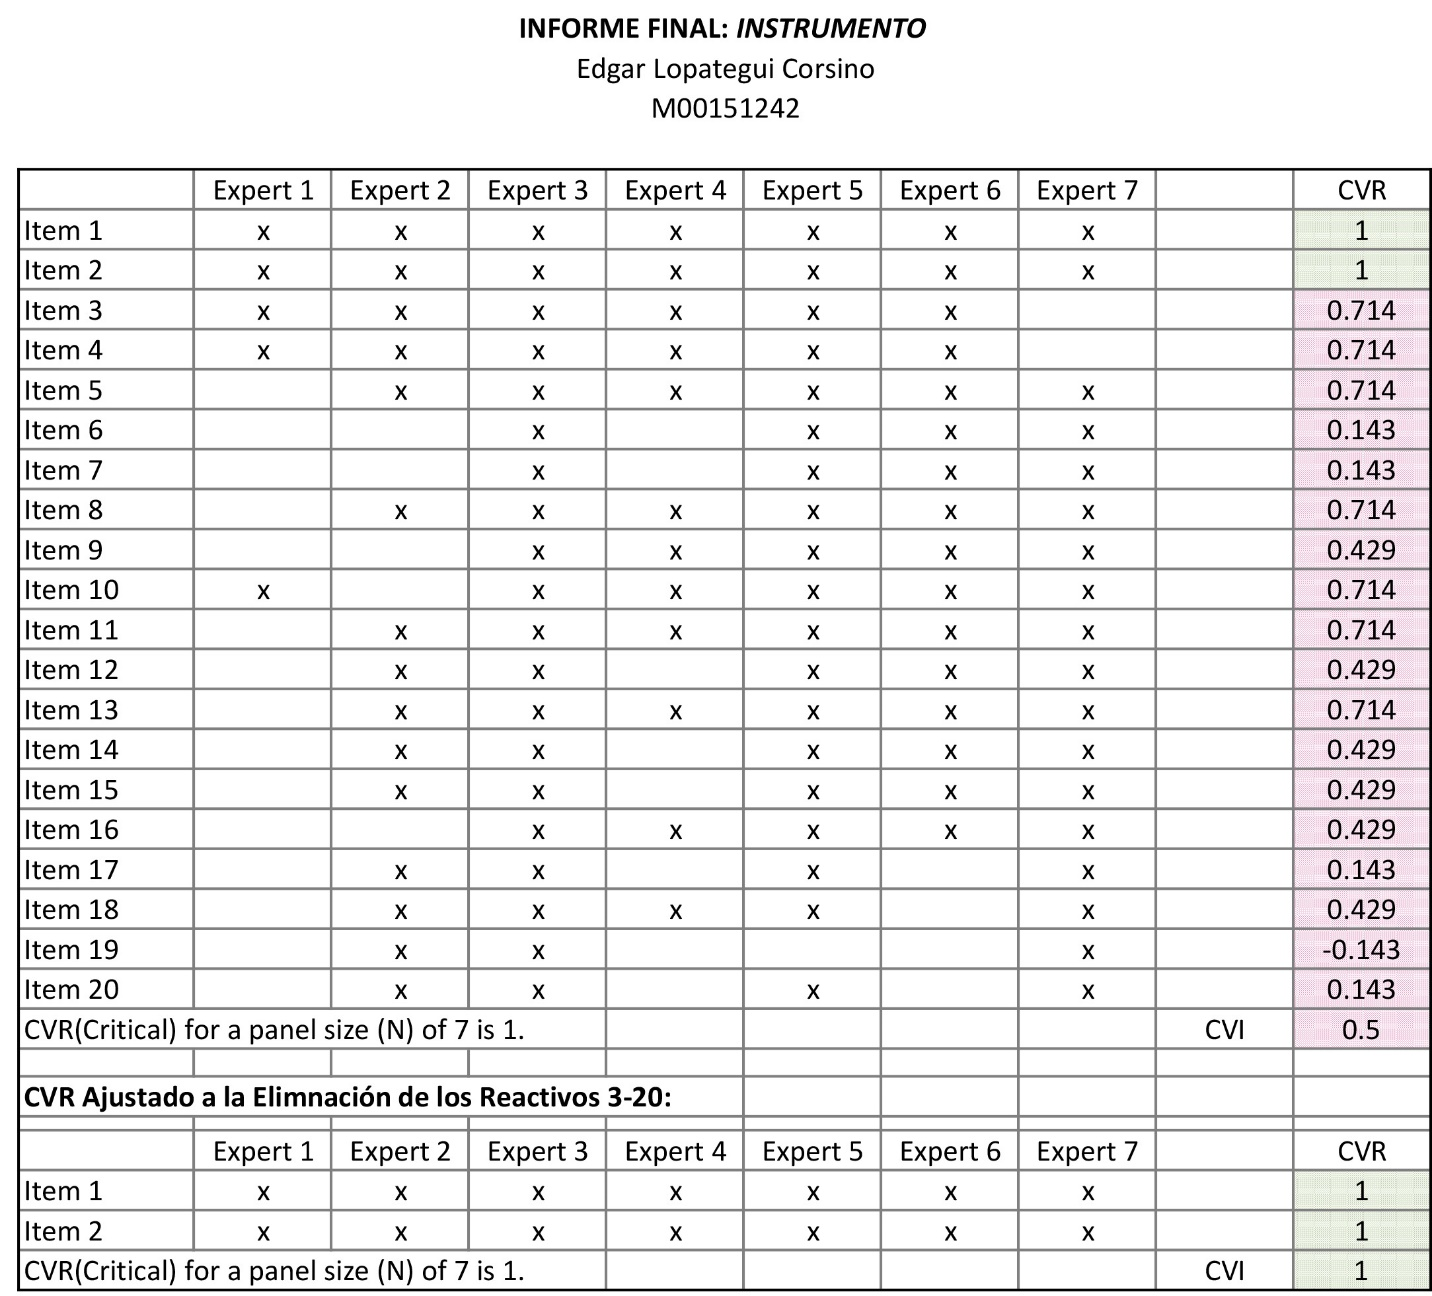 INFORME FINAL: INSTRUMENTO
Edgar Lopategui Corsino
M00151242
Expert 1 Expert 2 Expert 3 Expert 4 Expert 5 Expert 6 Expert 7 CVR
Item 1 x x x x x x x 1
Item 2 x x x x x x x 1
Item 3 x x x x x x 0.714
Item 4 x x x x x x 0.714
Item 5 x x x x x x 0.714
Item 6 x x x x 0.143
Item 7 x x x x 0.143
Item 8 x x x x x x 0.714
Item 9 x x x x x 0.429
Item 10 x x x x x x 0.714
Item 11 x x x x x x 0.714
Item 12 x x x x x 0.429
Item 13 x x x x x x 0.714
Item 14 x x x x x 0.429
Item 15 x x x x x 0.429
Item 16 x x x x x 0.429
Item 17 x x x x 0.143
Item 18 x x x x x 0.429
Item 19 x x x -0.143
Item 20 x x x x 0.143
CVR(Critical) for a panel size (N) of 7 is 1. CVI 0.5
CVR Ajustado a la Elimnación de los Reactivos 3-20:
Expert 1 Expert 2 Expert 3 Expert 4 Expert 5 Expert 6 Expert 7 CVR
Item 1 x x x x x x x 1
Item 2 x x x x x x x 1
CVR(Critical) for a panel size (N) of 7 is 1. CVI 1